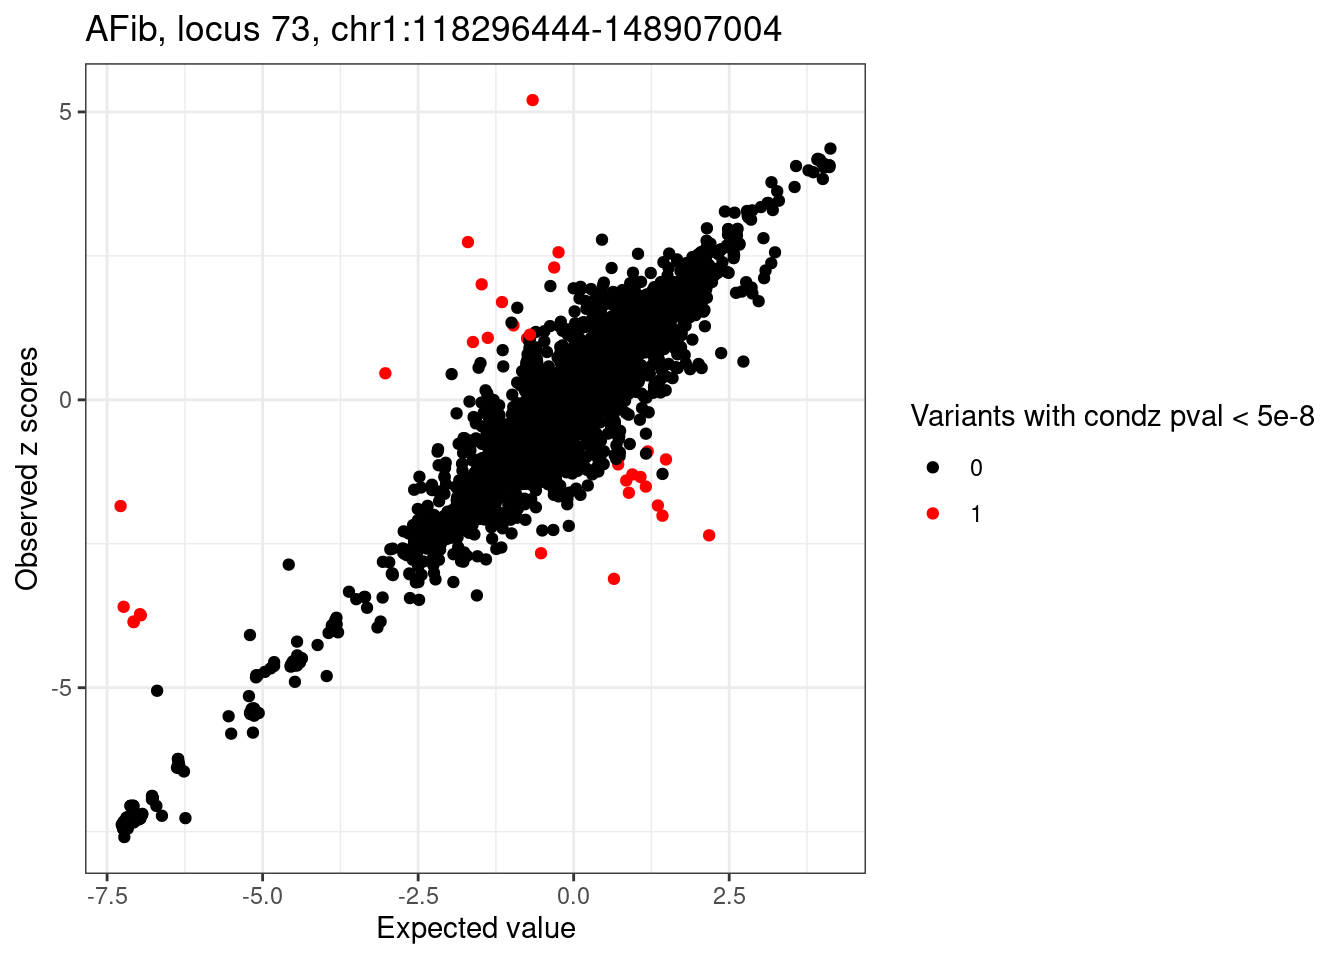 AFib, locus 73, chr1:118296444-148907004
Observed z scores
5
0
-5
-7.5
-5.0
-2.5
0.0
2.5
Expected value
Variants with condz pval < 5e-8
0
1